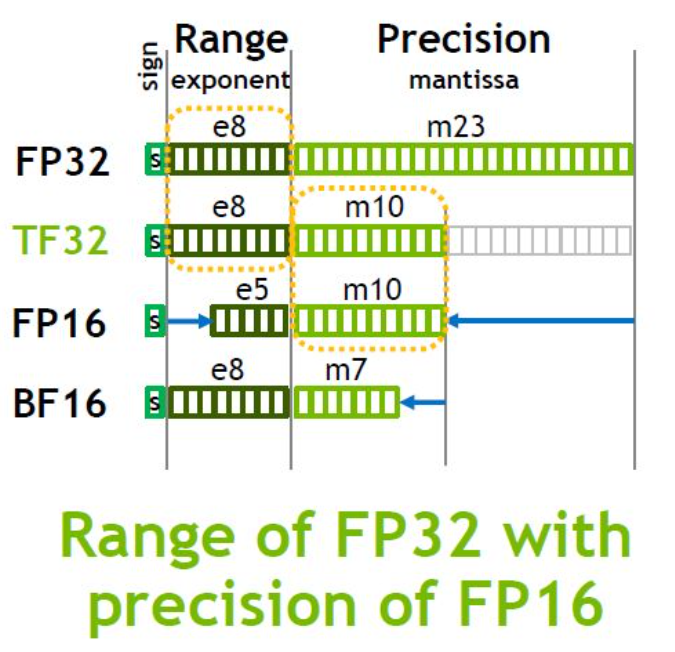 sign
Range
Precision
exponent
mantissa
e8
m23
FP32
s
e8
m10
TF32
s
e5
m10
FP16
s
e8
m7
BF16
s
Range of FP32 with
precision of FP16